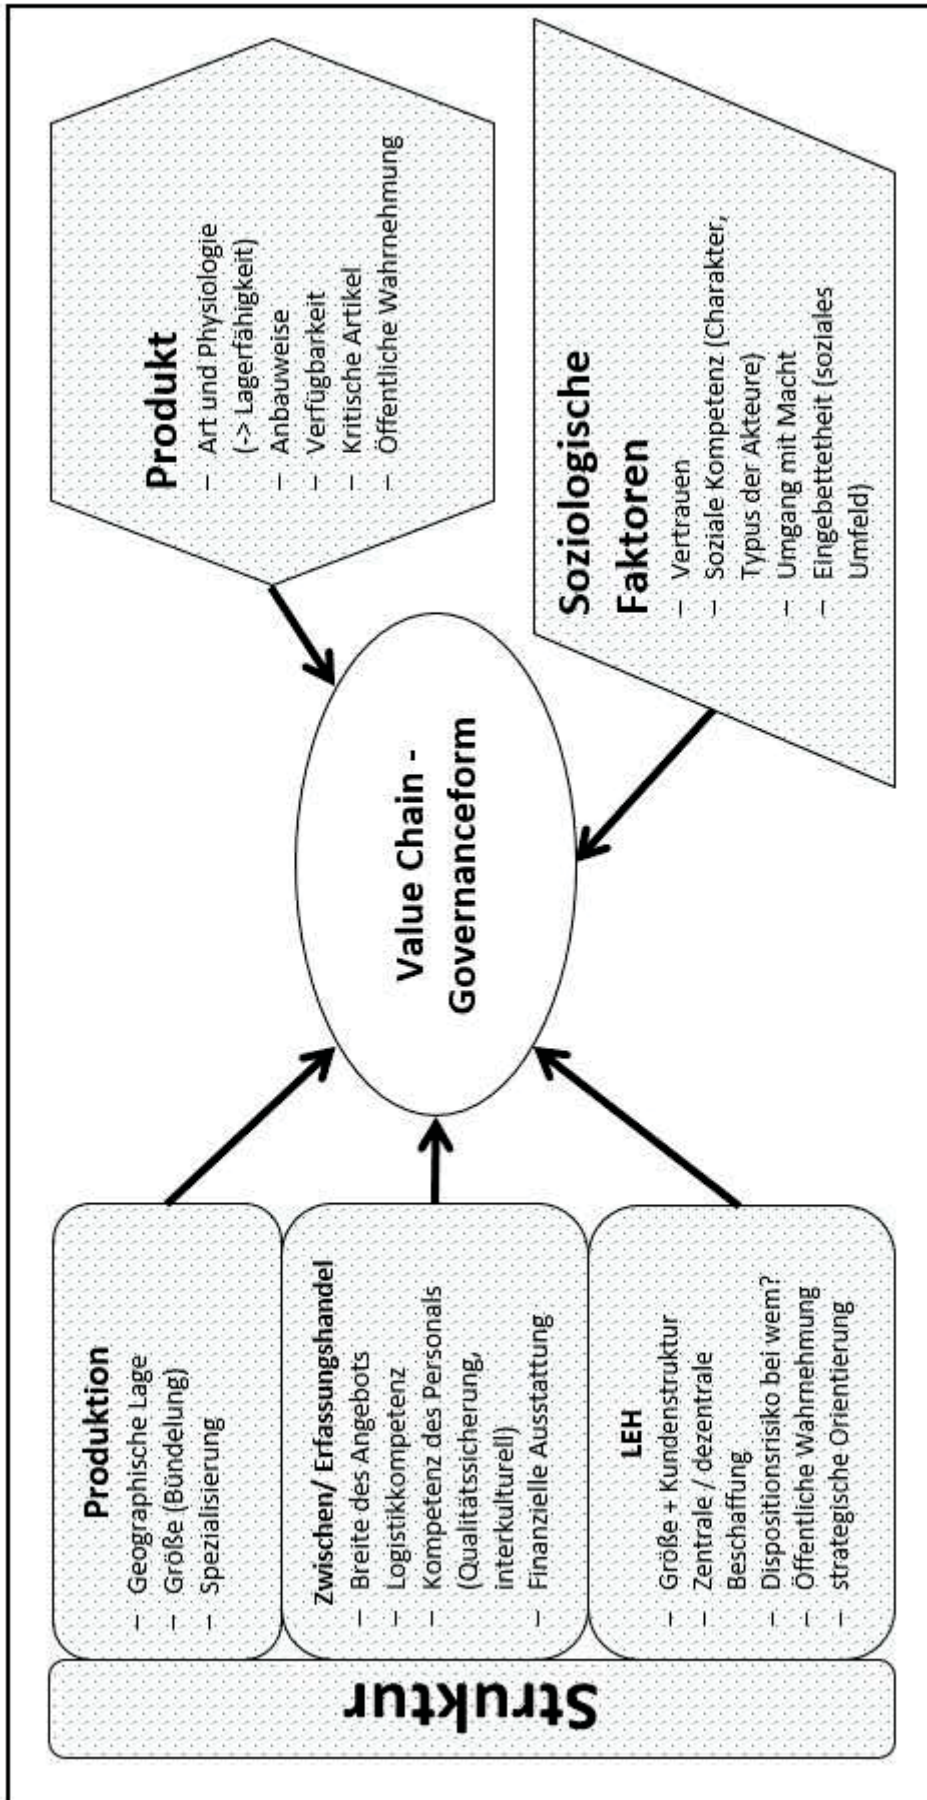 Struktur
Produktion
– Geographische Lage
– Größe (Bündelung)
– Spezialisierung
Zwischen/ Erfassungshandel
– Breite des Angebots
– Logistikkompetenz
– Kompetenz des Personals
(Qualitätssicherung,
interkulturell)
– Finanzielle Ausstattung
LEH
– Größe + Kundenstruktur
– Zentrale / dezentrale
Beschaffung
– Dispositionsrisiko bei wem?
– Öffentliche Wahrnehmung
– strategische Orientierung
Value Chain -
Governanceform
Produkt
– Art und Physiologie
(-> Lagerfähigkeit)
– Anbauweise
– Verfügbarkeit
– Kritische Artikel
– Öffentliche Wahrnehmung
Soziologische
Faktoren
– Vertrauen
– Soziale Kompetenz (Charakter,
Typus der Akteure)
– Umgang mit Macht
– Eingebettetheit (soziales
Umfeld)